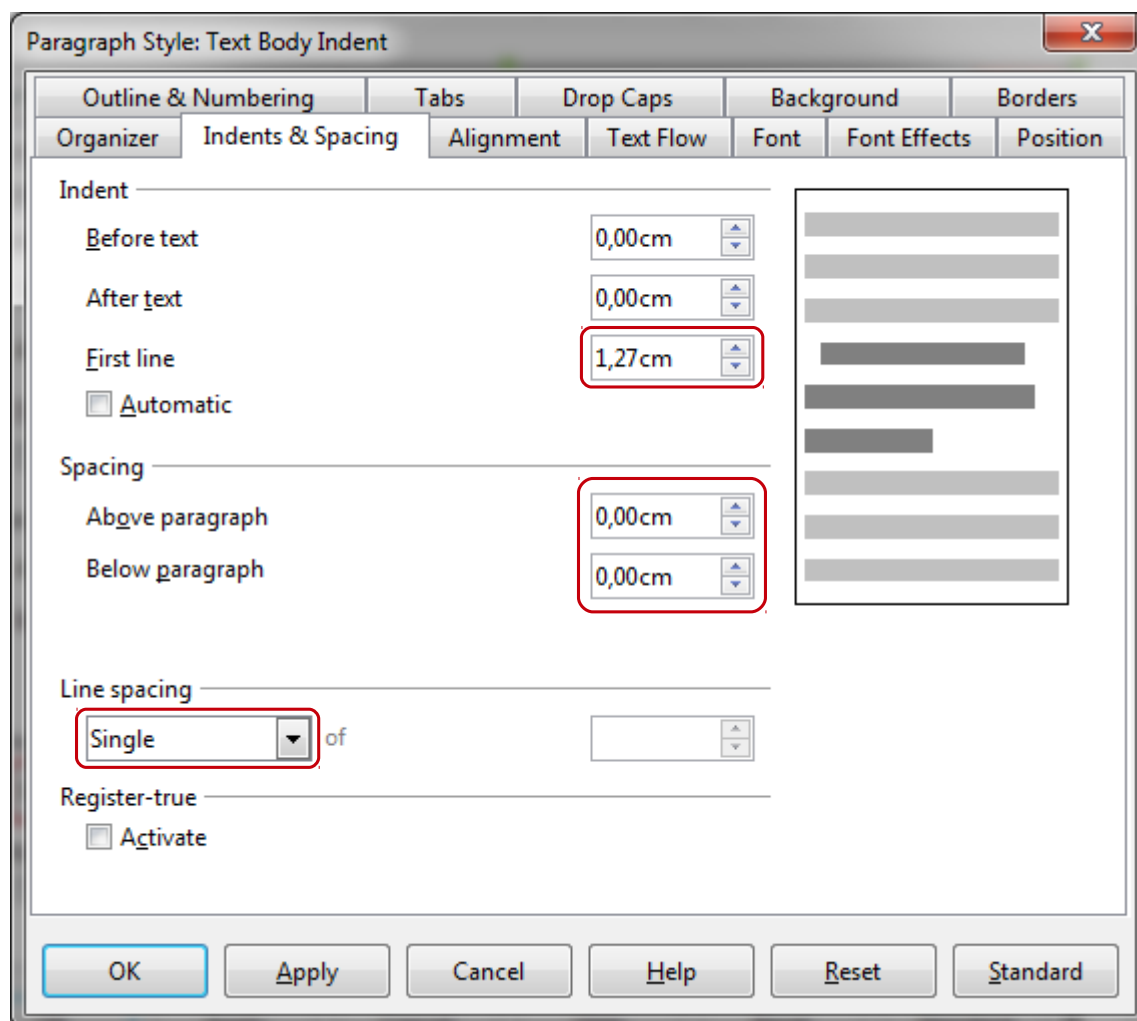 Paragraph Style: Text Body Indent
Outline & Numbering Tabs Drop Caps Background Borders
Organizer Indents & Spacing Alignment Text Flow Font Font Effects Position
Indent
Before text 0,00cm
After text 0,00cm
First line 1,27cm
Automatic
Spacing
Above paragraph 0,00cm
Below paragraph 0,00cm
Line spacing
Single of
Register-true
Activate
OK Apply Cancel Help Reset Standard